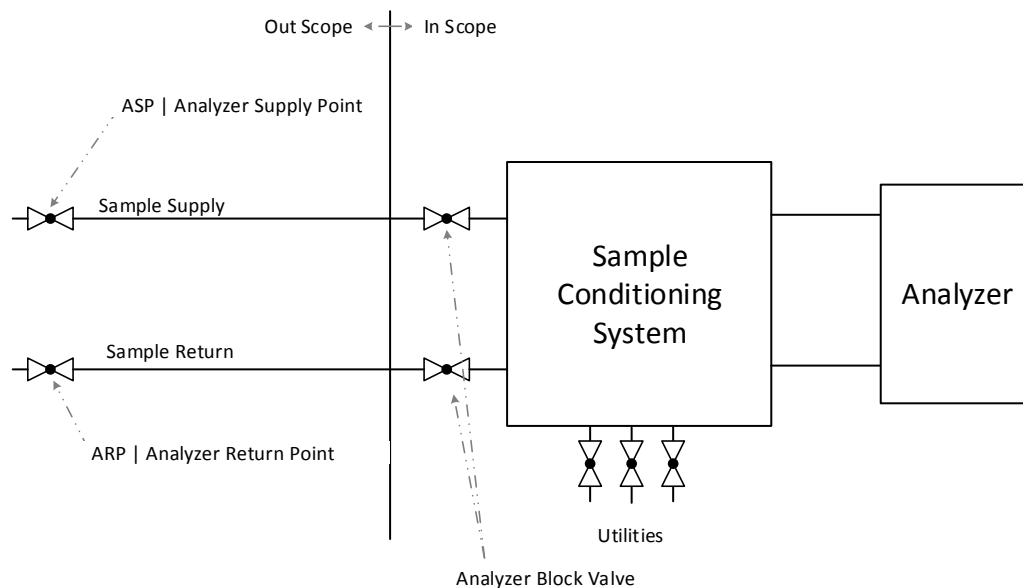 Out Scope
In Scope
ASP | Analyzer Supply Point
Sample Supply
Sample
Conditioning
System
Analyzer
Sample Return
ARP | Analyzer Return Point
Utilities
Analyzer Block Valve